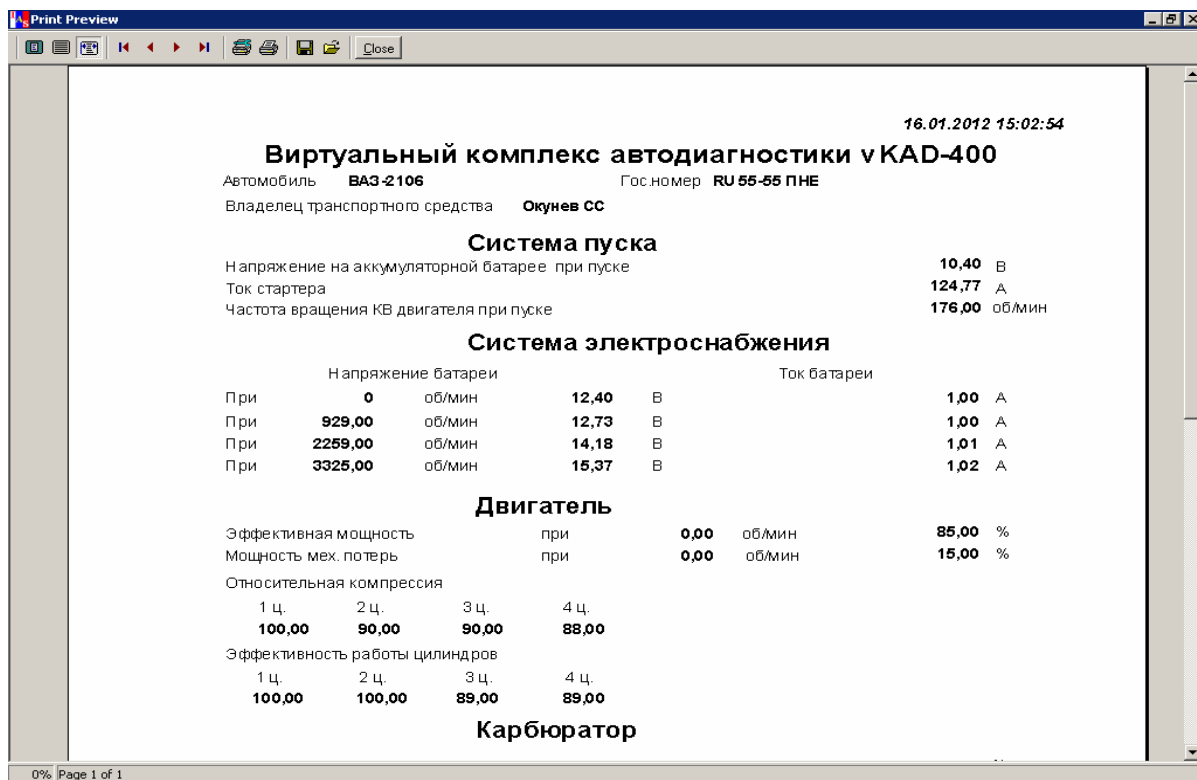 Print Preview
Close
16.01.2012 15:02:54
Виртуальный комплекс автодиагностики v KAD-400
Автомобиль ВАЗ-2106 Гос.номер RU 55-55 ПНЕ
Владелец транспортного средства Окунев СС
Система пуска
Напряжение на аккумуляторной батарее при пуске 10,40 В
Ток стартера 124,77 А
Частота вращения КВ двигателя при пуске 176,00 об/мин
Система электроснабжения
Напряжение батареи Ток батареи
При 0 об/мин 12,40 В 1,00 А
При 929,00 об/мин 12,73 В 1,00 А
При 2259,00 об/мин 14,18 В 1,01 А
При 3325,00 об/мин 15,37 В 1,02 А
Двигатель
Эффективная мощность при 0,00 об/мин 85,00 %
Мощность мех. потерь при 0,00 об/мин 15,00 %
Относительная компрессия
1 ц. 2 ц. 3 ц. 4 ц.
100,00 90,00 90,00 88,00
Эффективность работы цилиндров
1 ц. 2 ц. 3 ц. 4 ц.
100,00 100,00 89,00 89,00
Карбюратор
0% Page 1 of 1